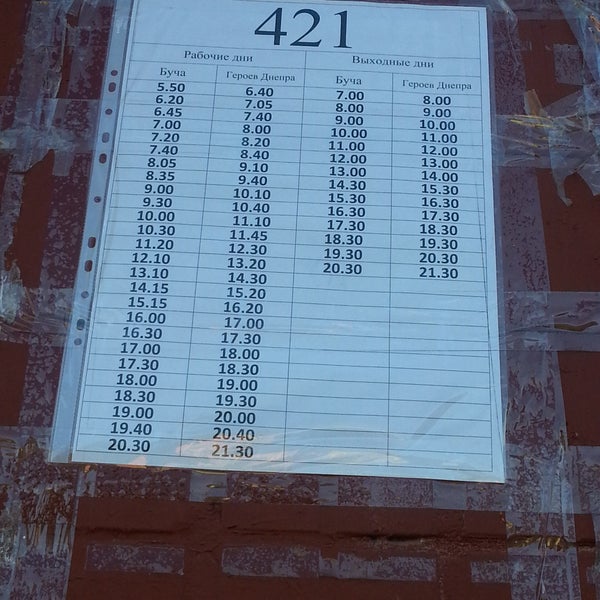 421
Рабочие дни Выходные дни
Буча Героев Днепра Буча Героев Днепра
5.50 6.40 7.00 8.00
6.20 7.05 8.00 9.00
6.45 7.40 9.00 10.00
7.00 8.00 10.00 11.00
7.20 8.20 11.00 12.00
7.40 8.40 12.00 13.00
8.05 9.10 13.00 14.00
8.35 9.40 14.30 15.30
9.00 10.10 15.30 16.30
9.30 10.40 16.30 17.30
10.00 11.10 17.30 18.30
10.30 11.45 18.30 19.30
11.20 12.30 19.30 20.30
12.10 13.20 20.30 21.30
13.10 14.30
14.15 15.20
15.15 16.20
16.00 17.00
16.30 17.30
17.00 18.00
17.30 18.30
18.00 19.00
18.30 19.30
19.00 20.00
19.40 20.40
20.30 21.30